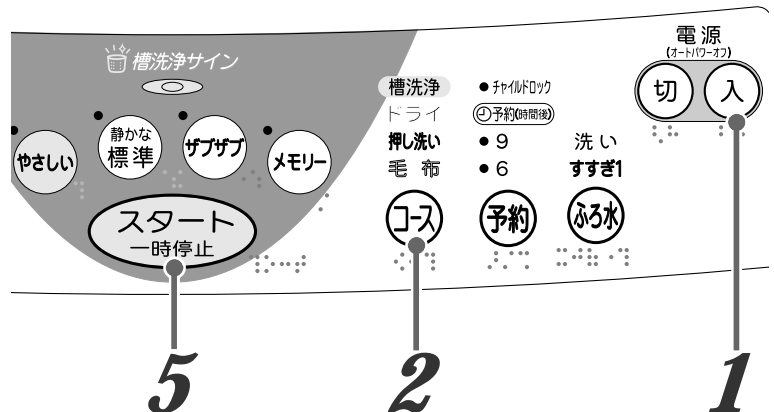 槽洗浄サイン
やさしい
静かな
標準
ザブザブ
メモリー
スタート
一時停止
槽洗浄
ドライ
押し洗い
毛布
コース
チャイルドロック
予約(時間後)
9
6
予約
洗い
すすぎ1
ふろ水
電源
(オートパワーオフ)
切
入
5
2
1